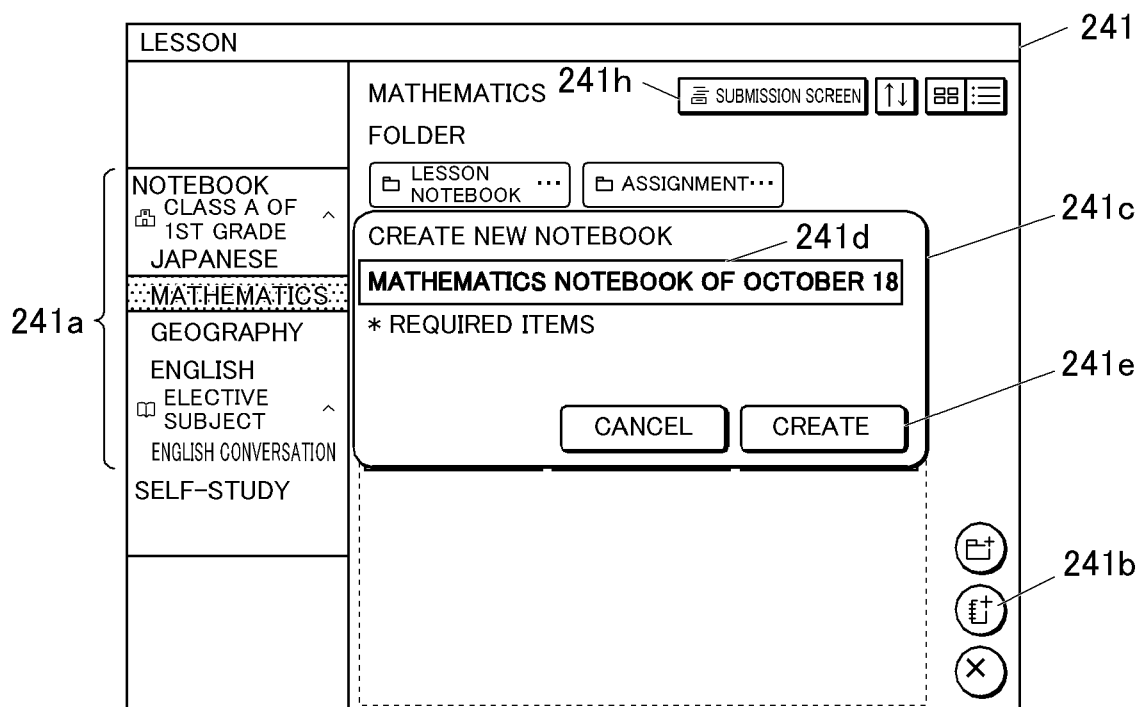 241
LESSON
MATHEMATICS
241h
SUBMISSION SCREEN
FOLDER
LESSON
NOTEBOOK ...
ASSIGNMENT...
241a
NOTEBOOK
CLASS A OF
1ST GRADE
JAPANESE
MATHEMATICS
GEOGRAPHY
ENGLISH
ELECTIVE
SUBJECT
ENGLISH CONVERSATION
SELF-STUDY
241c
CREATE NEW NOTEBOOK
241d
MATHEMATICS NOTEBOOK OF OCTOBER 18
* REQUIRED ITEMS
241e
CANCEL
CREATE
241b